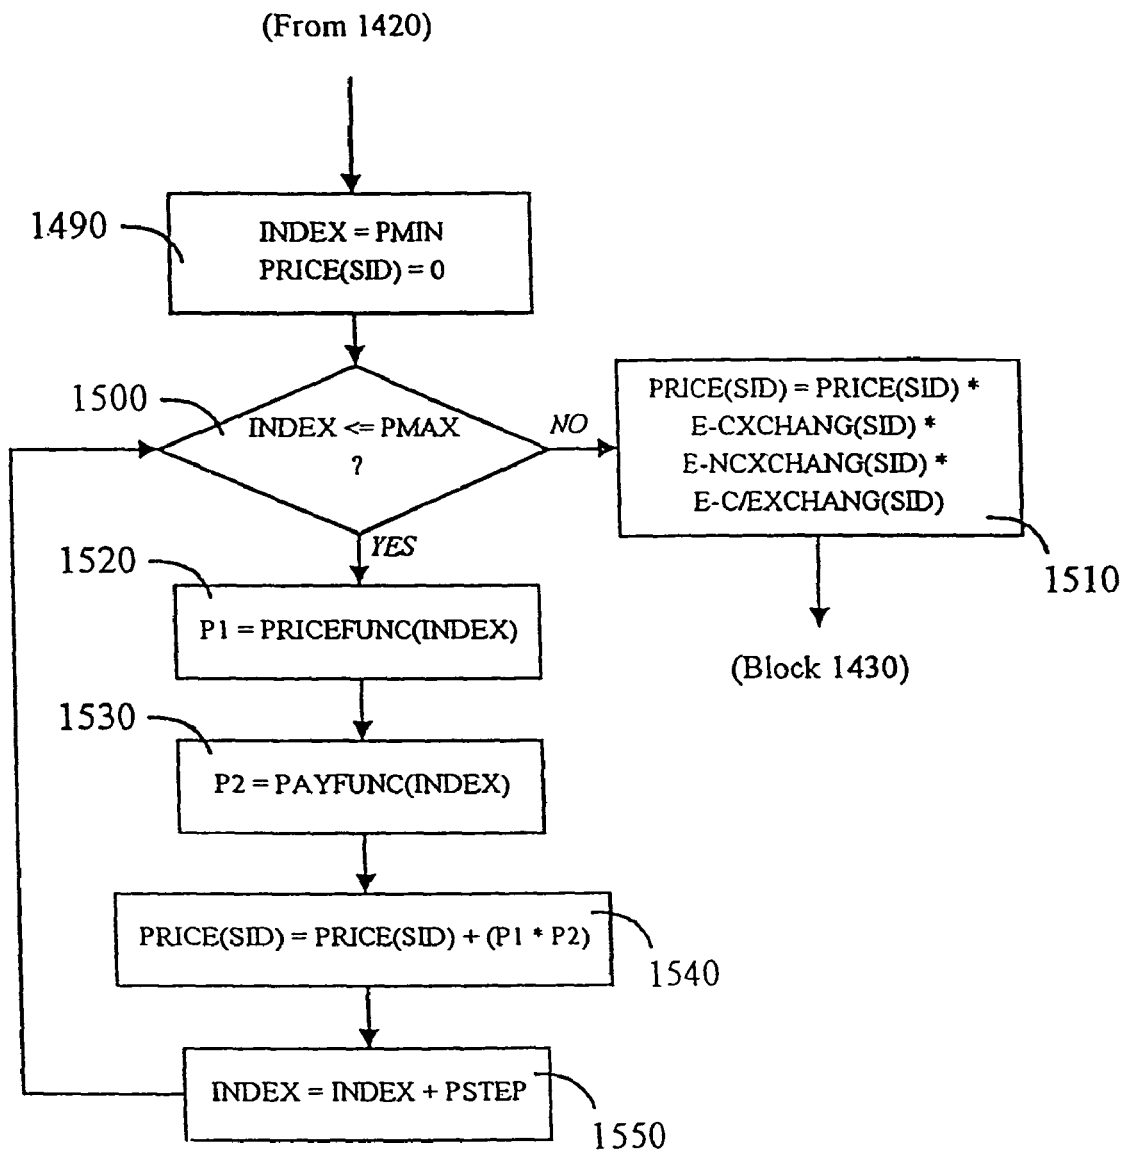 (From 1420)
1490
INDEX = PMIN
PRICE(SID) = 0
1500
INDEX <= PMAX
?
NO
YES
PRICE(SID) = PRICE(SID) *
E-CXCHANG(SID) *
E-NCXCHANG(SID) *
E-C/EXCHANG(SID)
1510
(Block 1430)
1520
P1 = PRICEFUNC(INDEX)
1530
P2 = PAYFUNC(INDEX)
PRICE(SID) = PRICE(SID) + (P1 * P2)
1540
INDEX = INDEX + PSTEP
1550